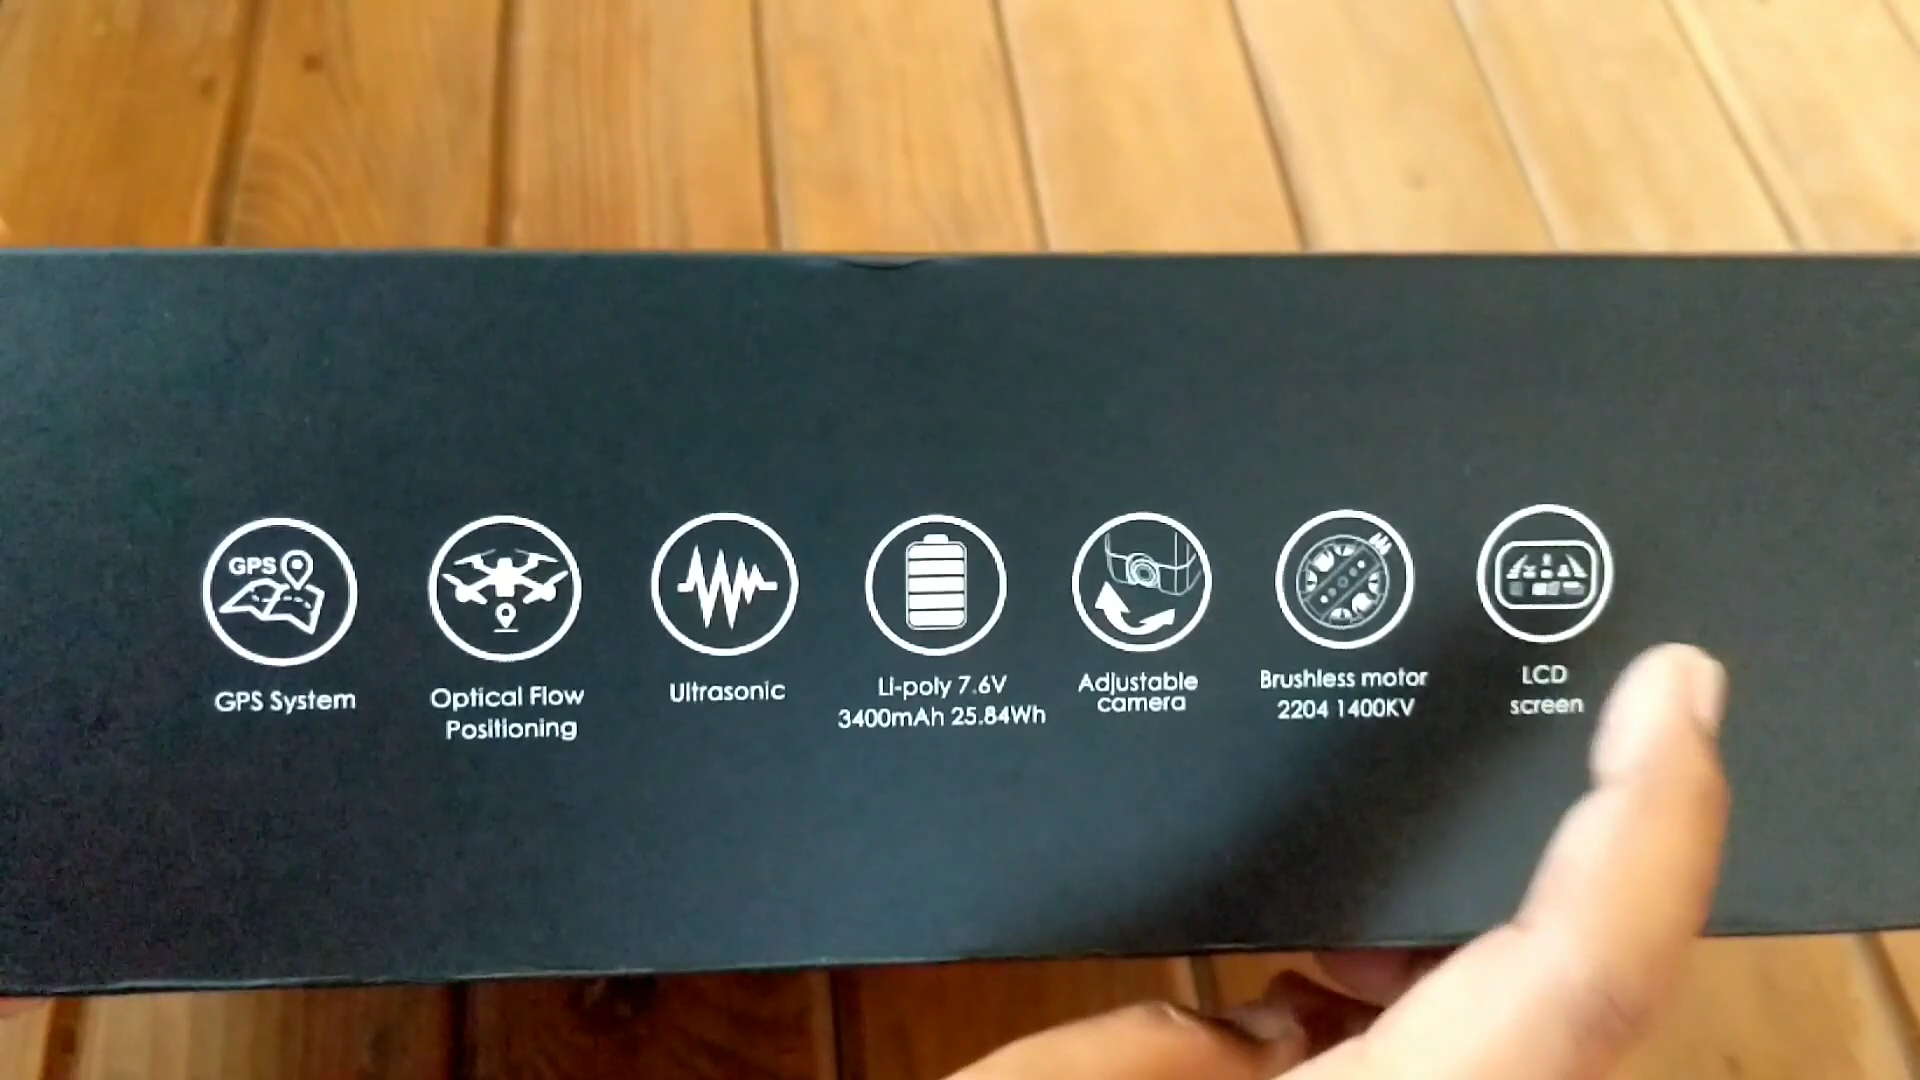 GPS
GPS System
Optical Flow
Positioning
Ultrasonic
Li-poly 7.6V
3400mAh 25.84Wh
Adjustable
camera
Brushless motor
2204 1400KV
LCD
screen